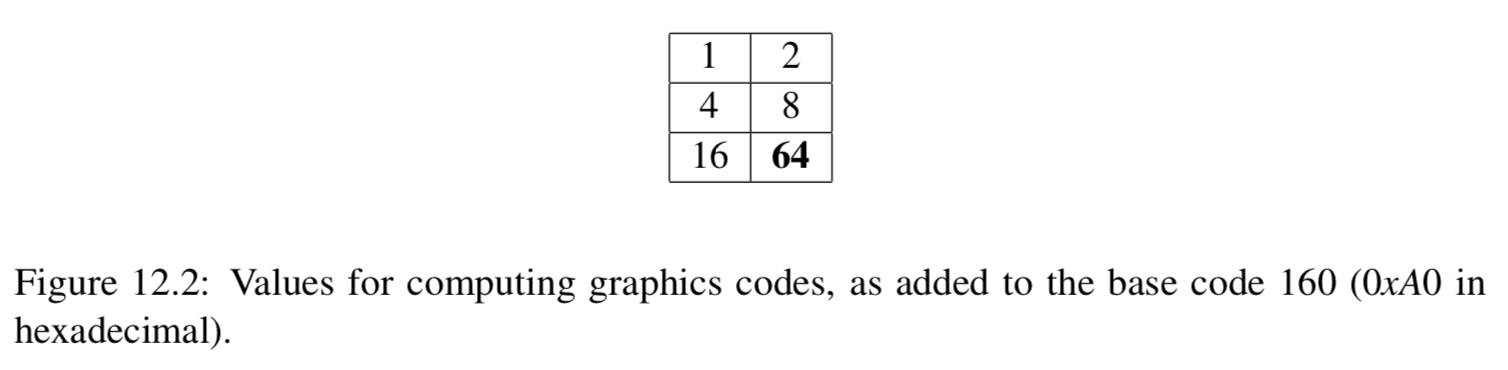 1 2
4 8
16 64
Figure 12.2: Values for computing graphics codes, as added to the base code 160 (0xA0 in
hexadecimal).